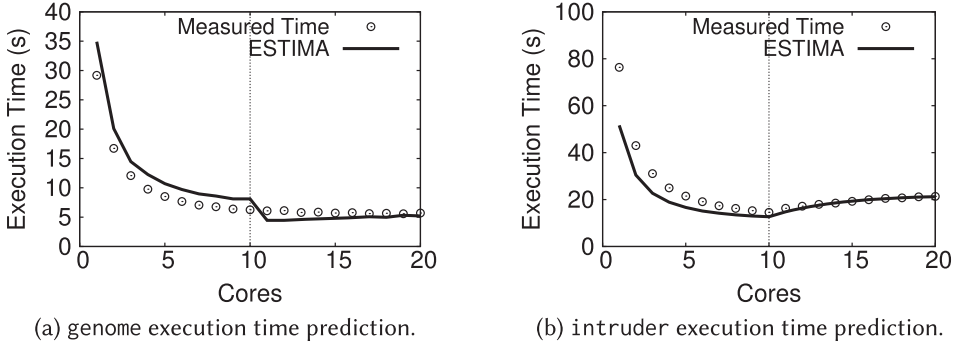 40
35
30
25
20
15
10
5
0
Execution Time (s)
Measured Time
ESTIMA
0 5 10 15 20
Cores
(a) genome execution time prediction.
100
80
60
40
20
0
Execution Time (s)
Measured Time
ESTIMA
0 5 10 15 20
Cores
(b) intruder execution time prediction.